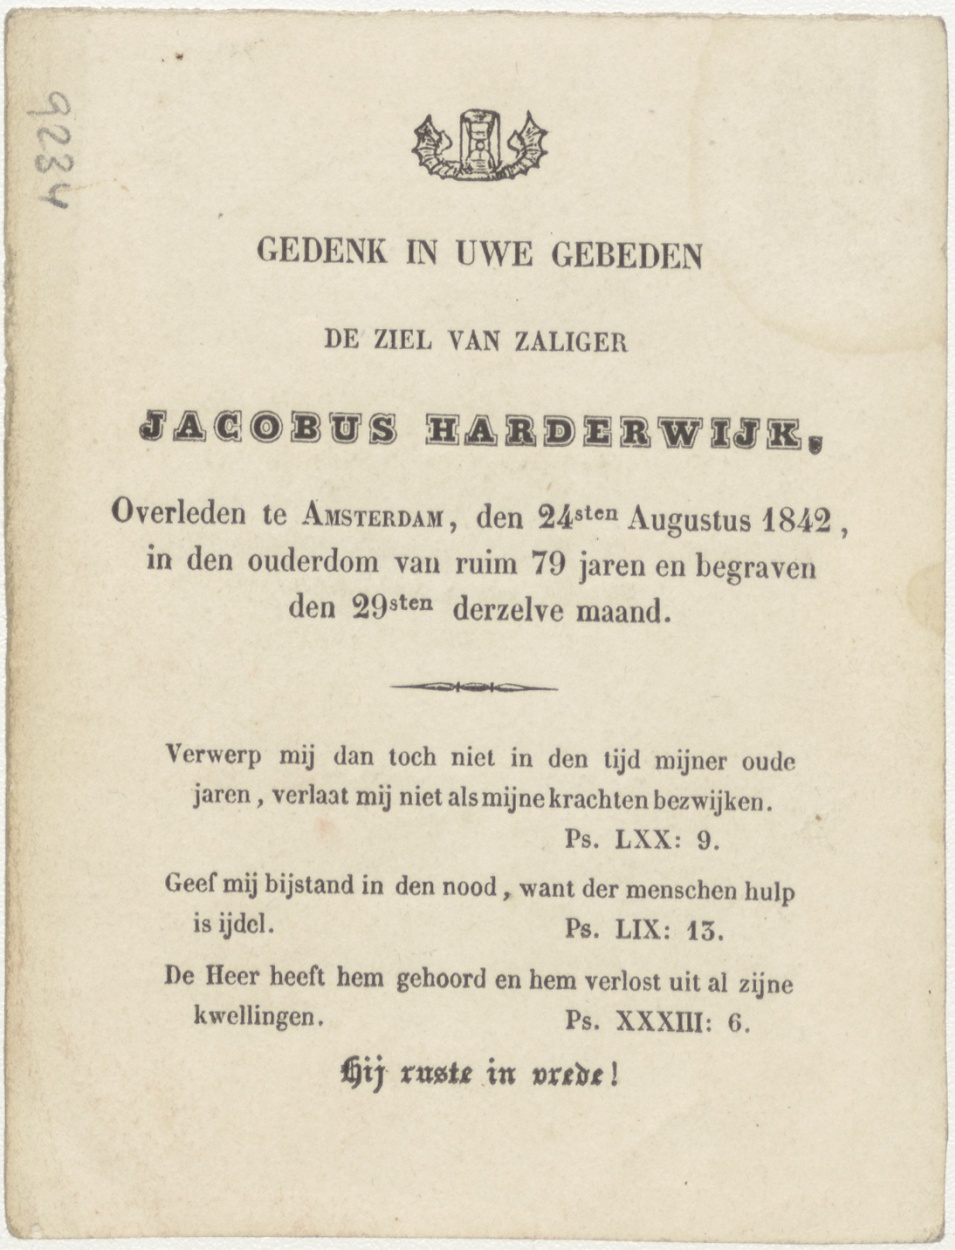 9234
GEDENK IN UWE GEBEDEN
DE ZIEL VAN ZALIGER
JACOBUS HARDERWIJK,
Overleden te AMSTERDAM, den 24sten Augustus 1842,
in den ouderdom van ruim 79 jaren en begraven
den 29sten derzelve maand.
Verwerp mij dan toch niet in den tijd mijner oude
jaren, verlaat mij niet als mijne krachten bezwijken.
Ps. LXX: 9.
Geef mij bijstand in den nood, want der menschen hulp
is ijdel. Ps. LIX: 13.
De Heer heeft hem gehoord en hem verlost uit al zijne
kwellingen. Ps. XXXIII: 6.
Hij ruste in vrede!